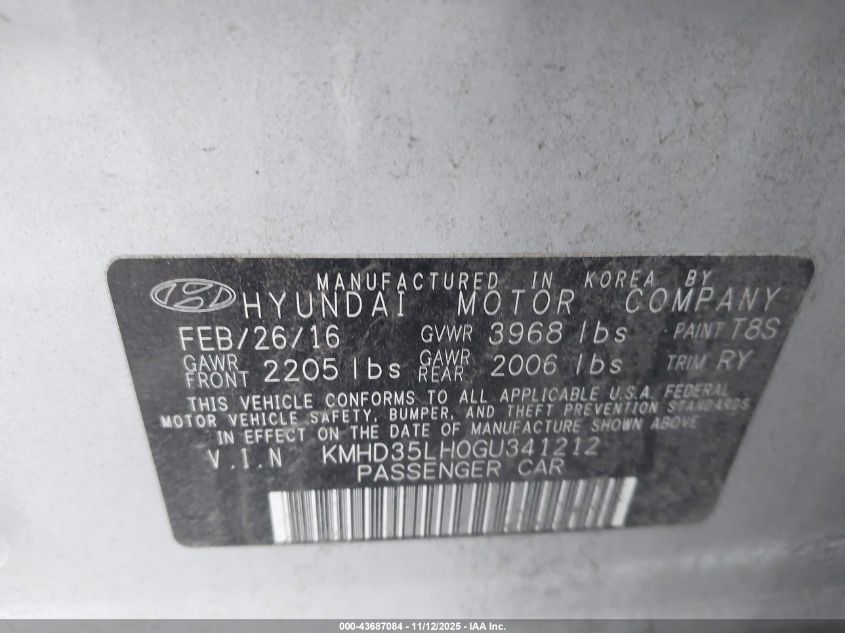 MANUFACTURED IN KOREA BY
HYUNDAI MOTOR COMPANY
FEB/26/16 GVWR 3968 lbs PAINT T8S
GAWR FRONT 2205 lbs GAWR REAR 2006 lbs TRIM RY
THIS VEHICLE CONFORMS TO ALL APPLICABLE U.S.A. FEDERAL
MOTOR VEHICLE SAFETY, BUMPER, AND THEFT PREVENTION STANDARDS
IN EFFECT ON THE DATE OF MANUFACTURE SHOWN ABOVE
V.I.N KMHD35LH0GU341212
PASSENGER CAR
000-43687084 - 11/12/2025 - IAA Inc.